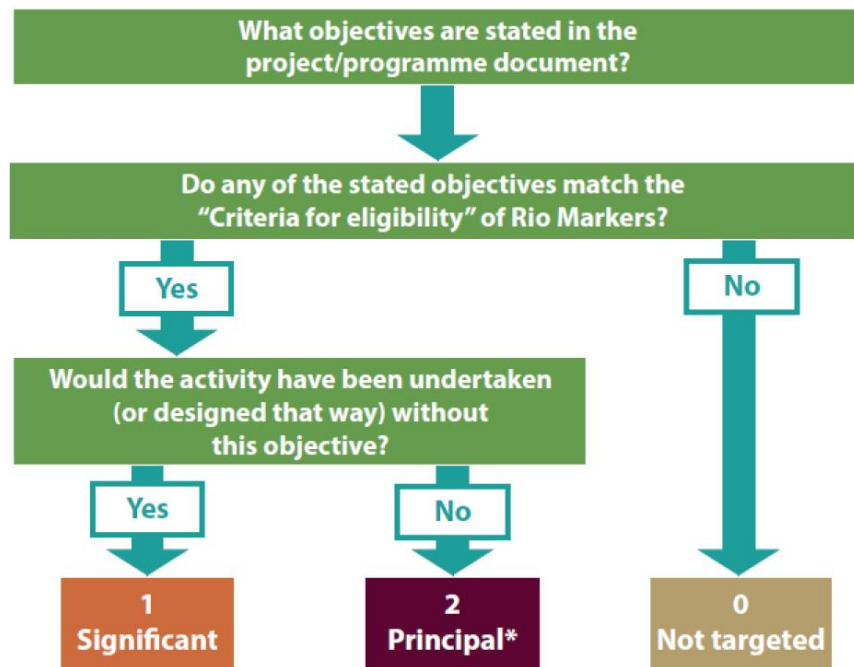 What objectives are stated in the
project/programme document?
Do any of the stated objectives match the
“Criteria for eligibility” of Rio Markers?
Yes
No
Would the activity have been undertaken
(or designed that way) without
this objective?
Yes
No
1
Significant
2
Principal*
0
Not targeted